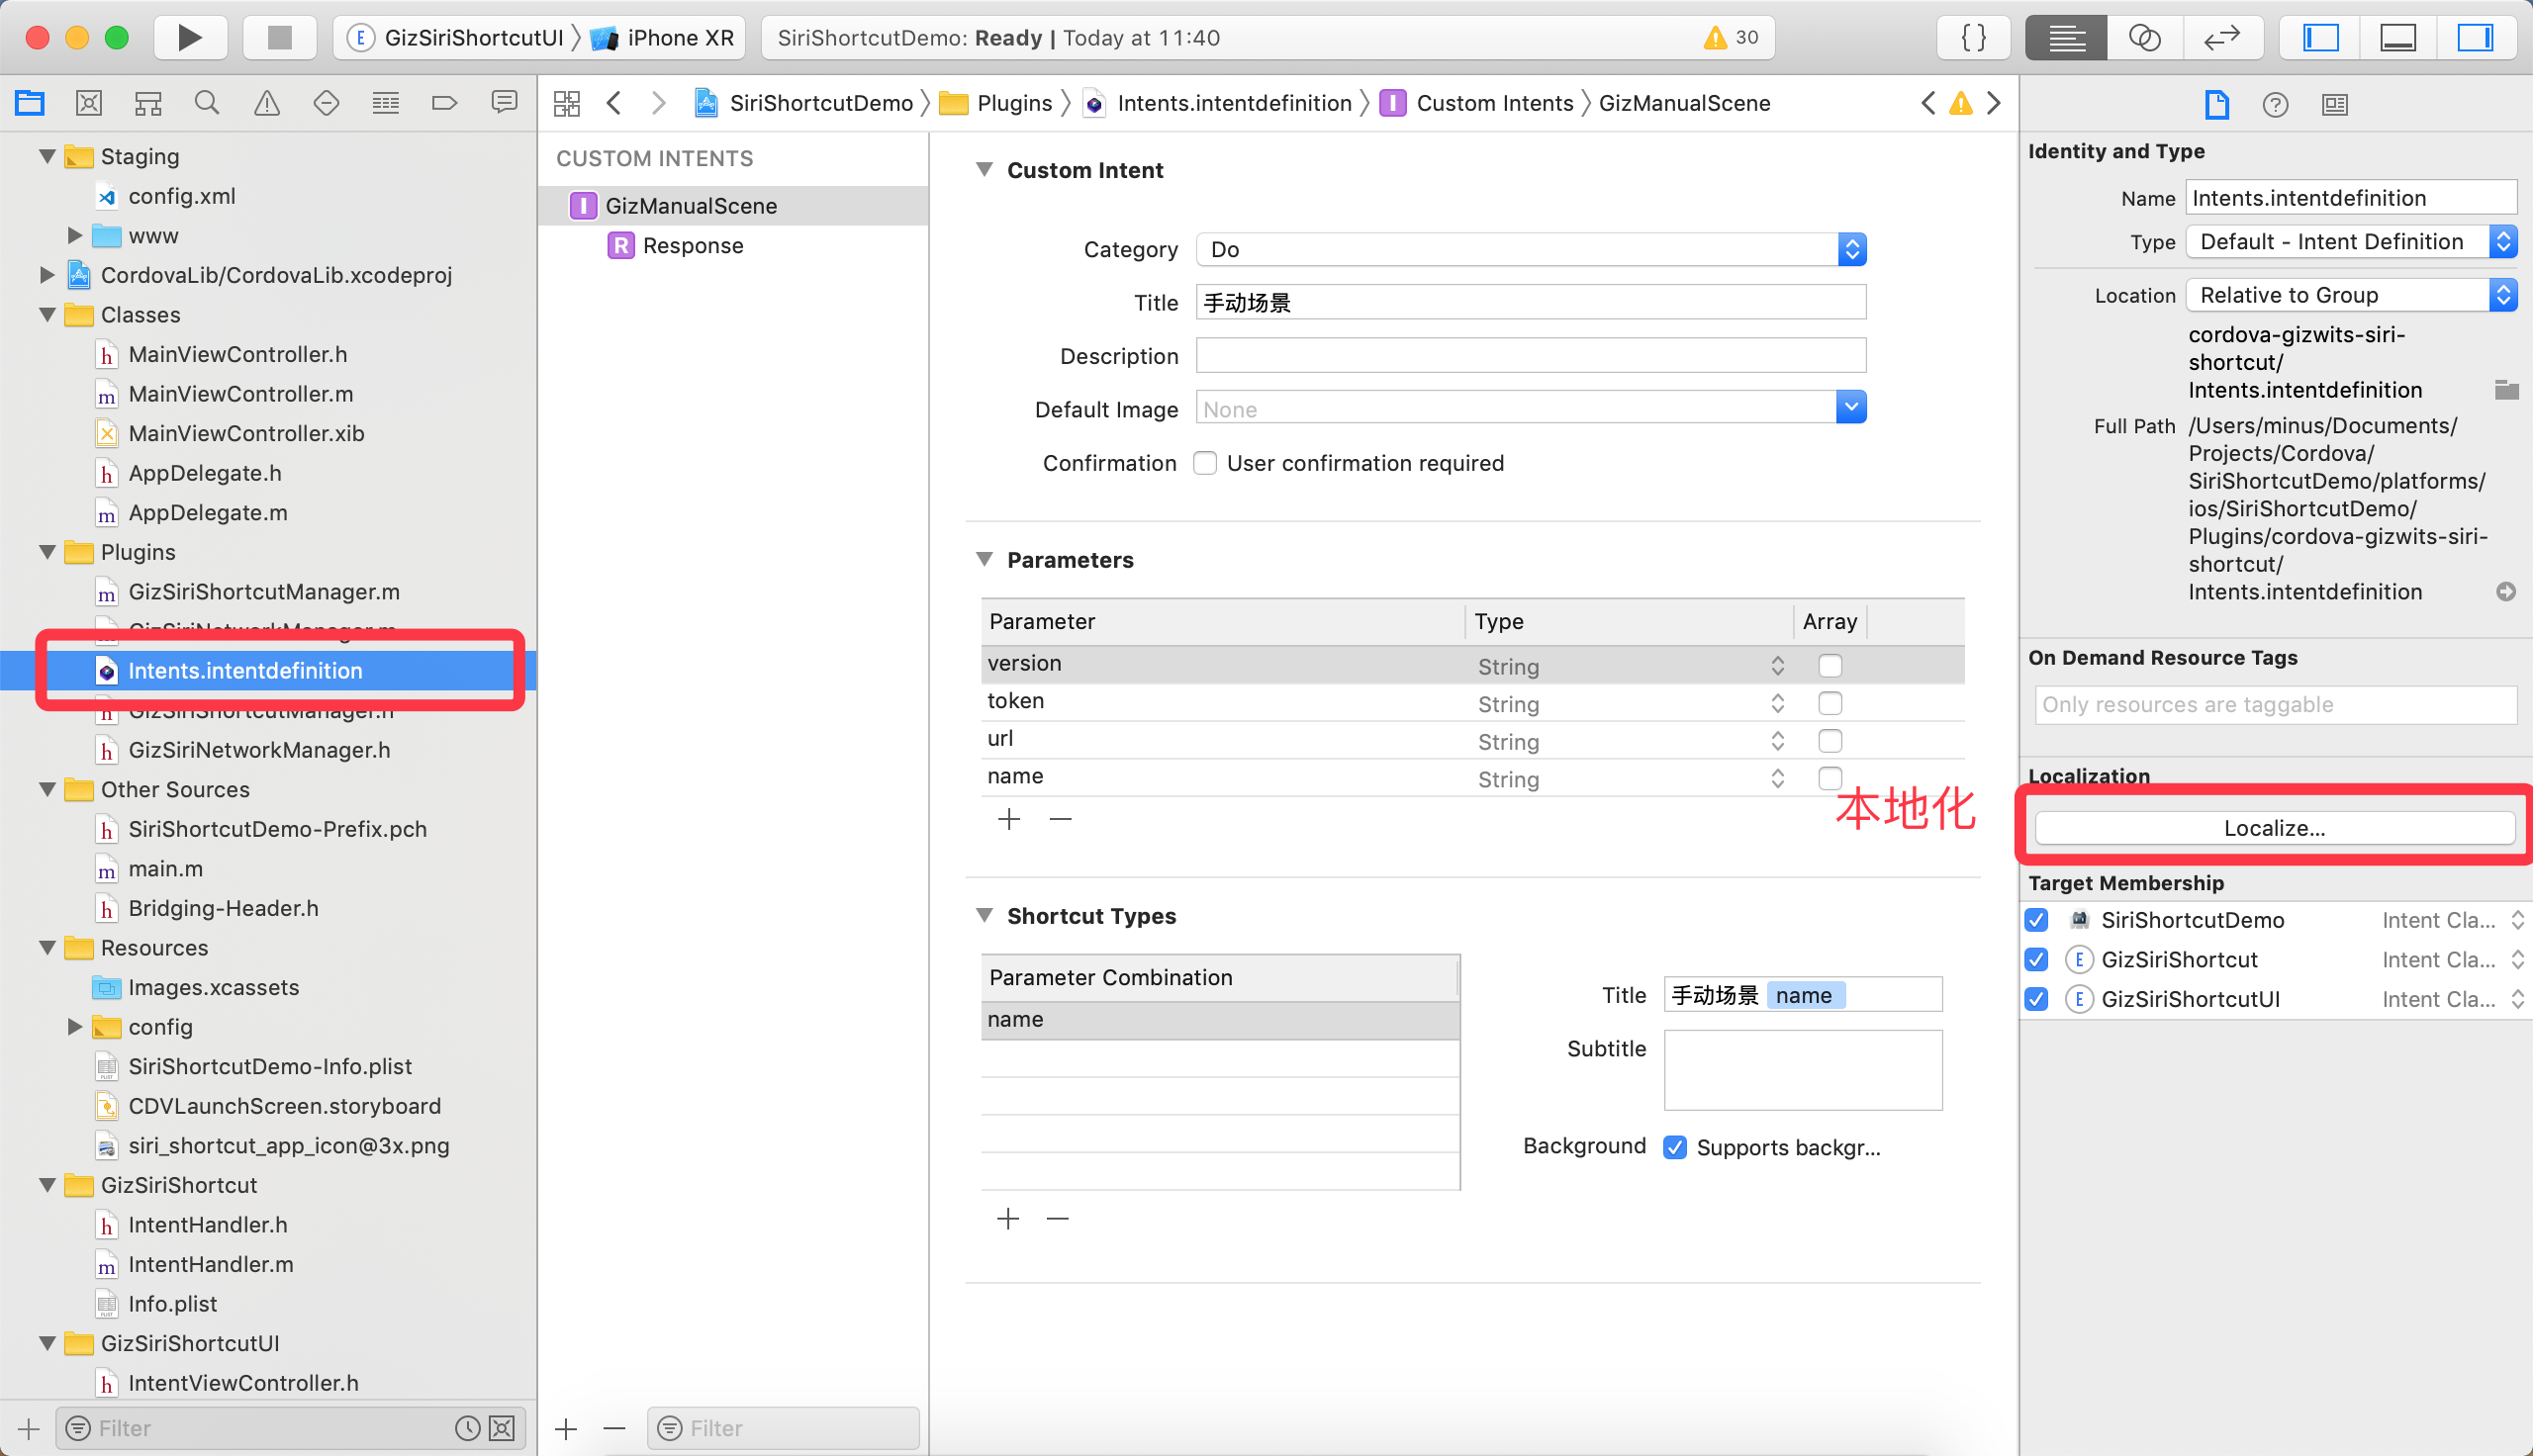 GizSiriShortcutUI 〉 iPhone XR
SiriShortcutDemo: Ready | Today at 11:40
30
SiriShortcutDemo 〉 Plugins 〉 Intents.intentdefinition 〉 Custom Intents 〉 GizManualScene
Staging
config.xml
www
CordovaLib/CordovaLib.xcodeproj
Classes
MainViewController.h
MainViewController.m
MainViewController.xib
AppDelegate.h
AppDelegate.m
Plugins
GizSiriShortcutManager.m
GizSiriNetworkManager.m
Intents.intentdefinition
GizSiriShortcutManager.h
GizSiriNetworkManager.h
Other Sources
SiriShortcutDemo-Prefix.pch
main.m
Bridging-Header.h
Resources
Images.xcassets
config
SiriShortcutDemo-Info.plist
CDVLaunchScreen.storyboard
siri_shortcut_app_icon@3x.png
GizSiriShortcut
IntentHandler.h
IntentHandler.m
Info.plist
GizSiriShortcutUI
IntentViewController.h
Filter
CUSTOM INTENTS
I GizManualScene
R Response
Filter
Custom Intent
Category Do
Title 手动场景
Description
Default Image None
Confirmation User confirmation required
Parameters
Parameter Type Array
version String
token String
url String
name String
本地化
Shortcut Types
Parameter Combination
name
Title 手动场景 name
Subtitle
Background Supports backgr...
Identity and Type
Name Intents.intentdefinition
Type Default - Intent Definition
Location Relative to Group
cordova-gizwits-siri-
shortcut/
Intents.intentdefinition
Full Path /Users/minus/Documents/
Projects/Cordova/
SiriShortcutDemo/platforms/
ios/SiriShortcutDemo/
Plugins/cordova-gizwits-siri-
shortcut/
Intents.intentdefinition
On Demand Resource Tags
Only resources are taggable
Localization
Localize...
Target Membership
SiriShortcutDemo Intent Cla...
E GizSiriShortcut Intent Cla...
E GizSiriShortcutUI Intent Cla...